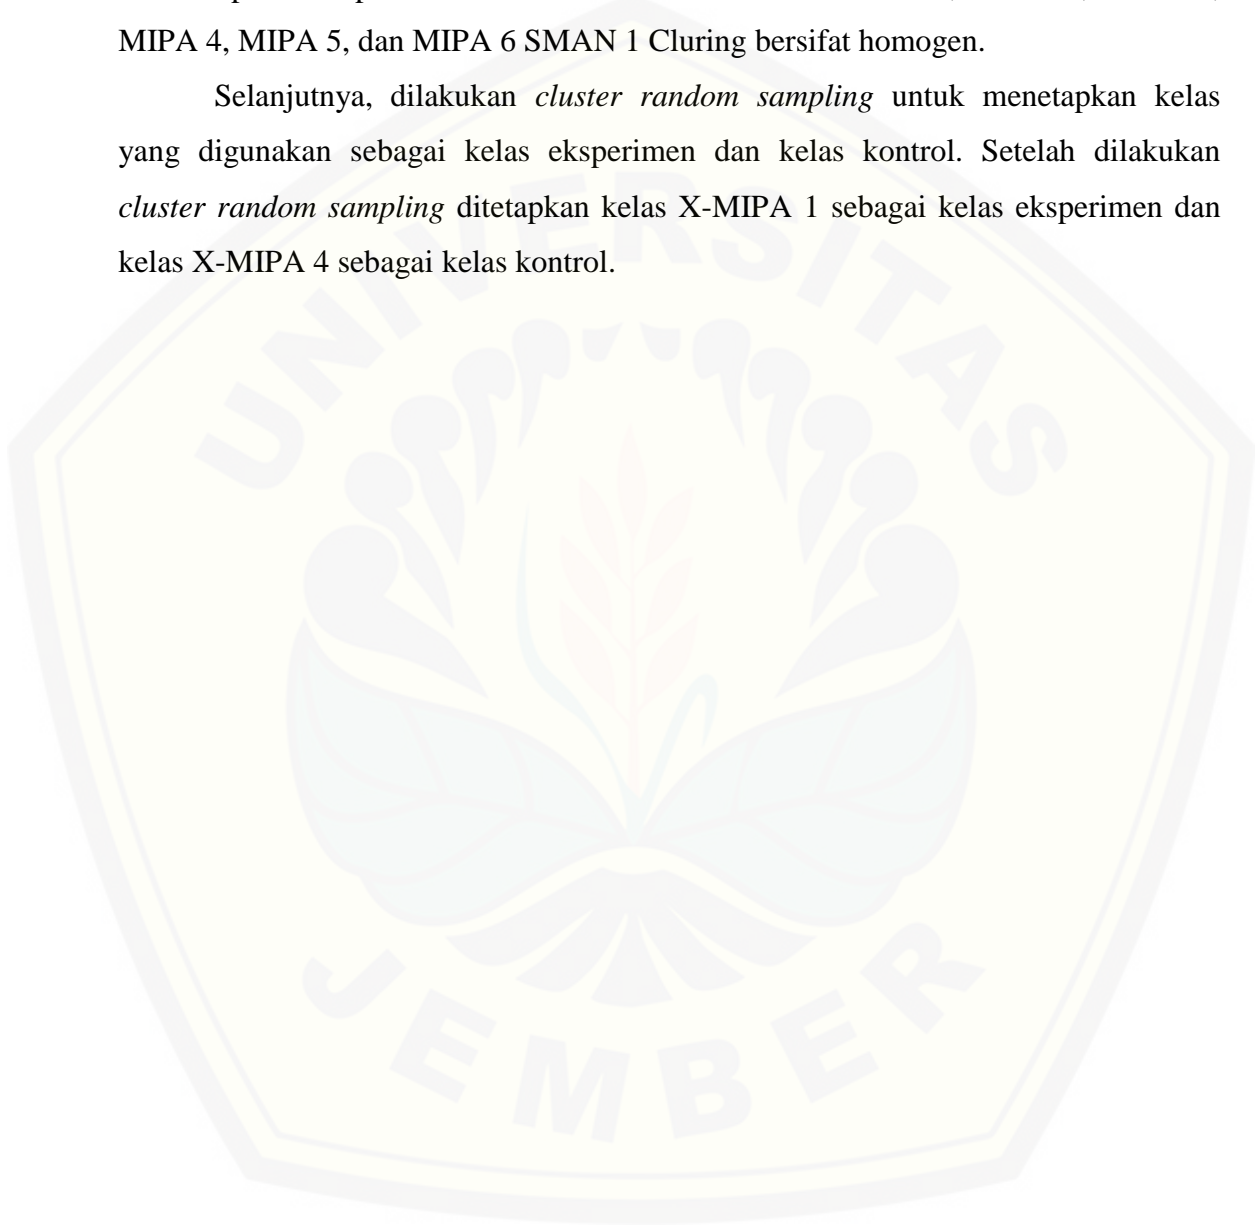 MIPA 4, MIPA 5, dan MIPA 6 SMAN 1 Cluring bersifat homogen.
Selanjutnya, dilakukan cluster random sampling untuk menetapkan kelas
yang digunakan sebagai kelas eksperimen dan kelas kontrol. Setelah dilakukan
cluster random sampling ditetapkan kelas X-MIPA 1 sebagai kelas eksperimen dan
kelas X-MIPA 4 sebagai kelas kontrol.
UNIVERSITAS
JEMBER